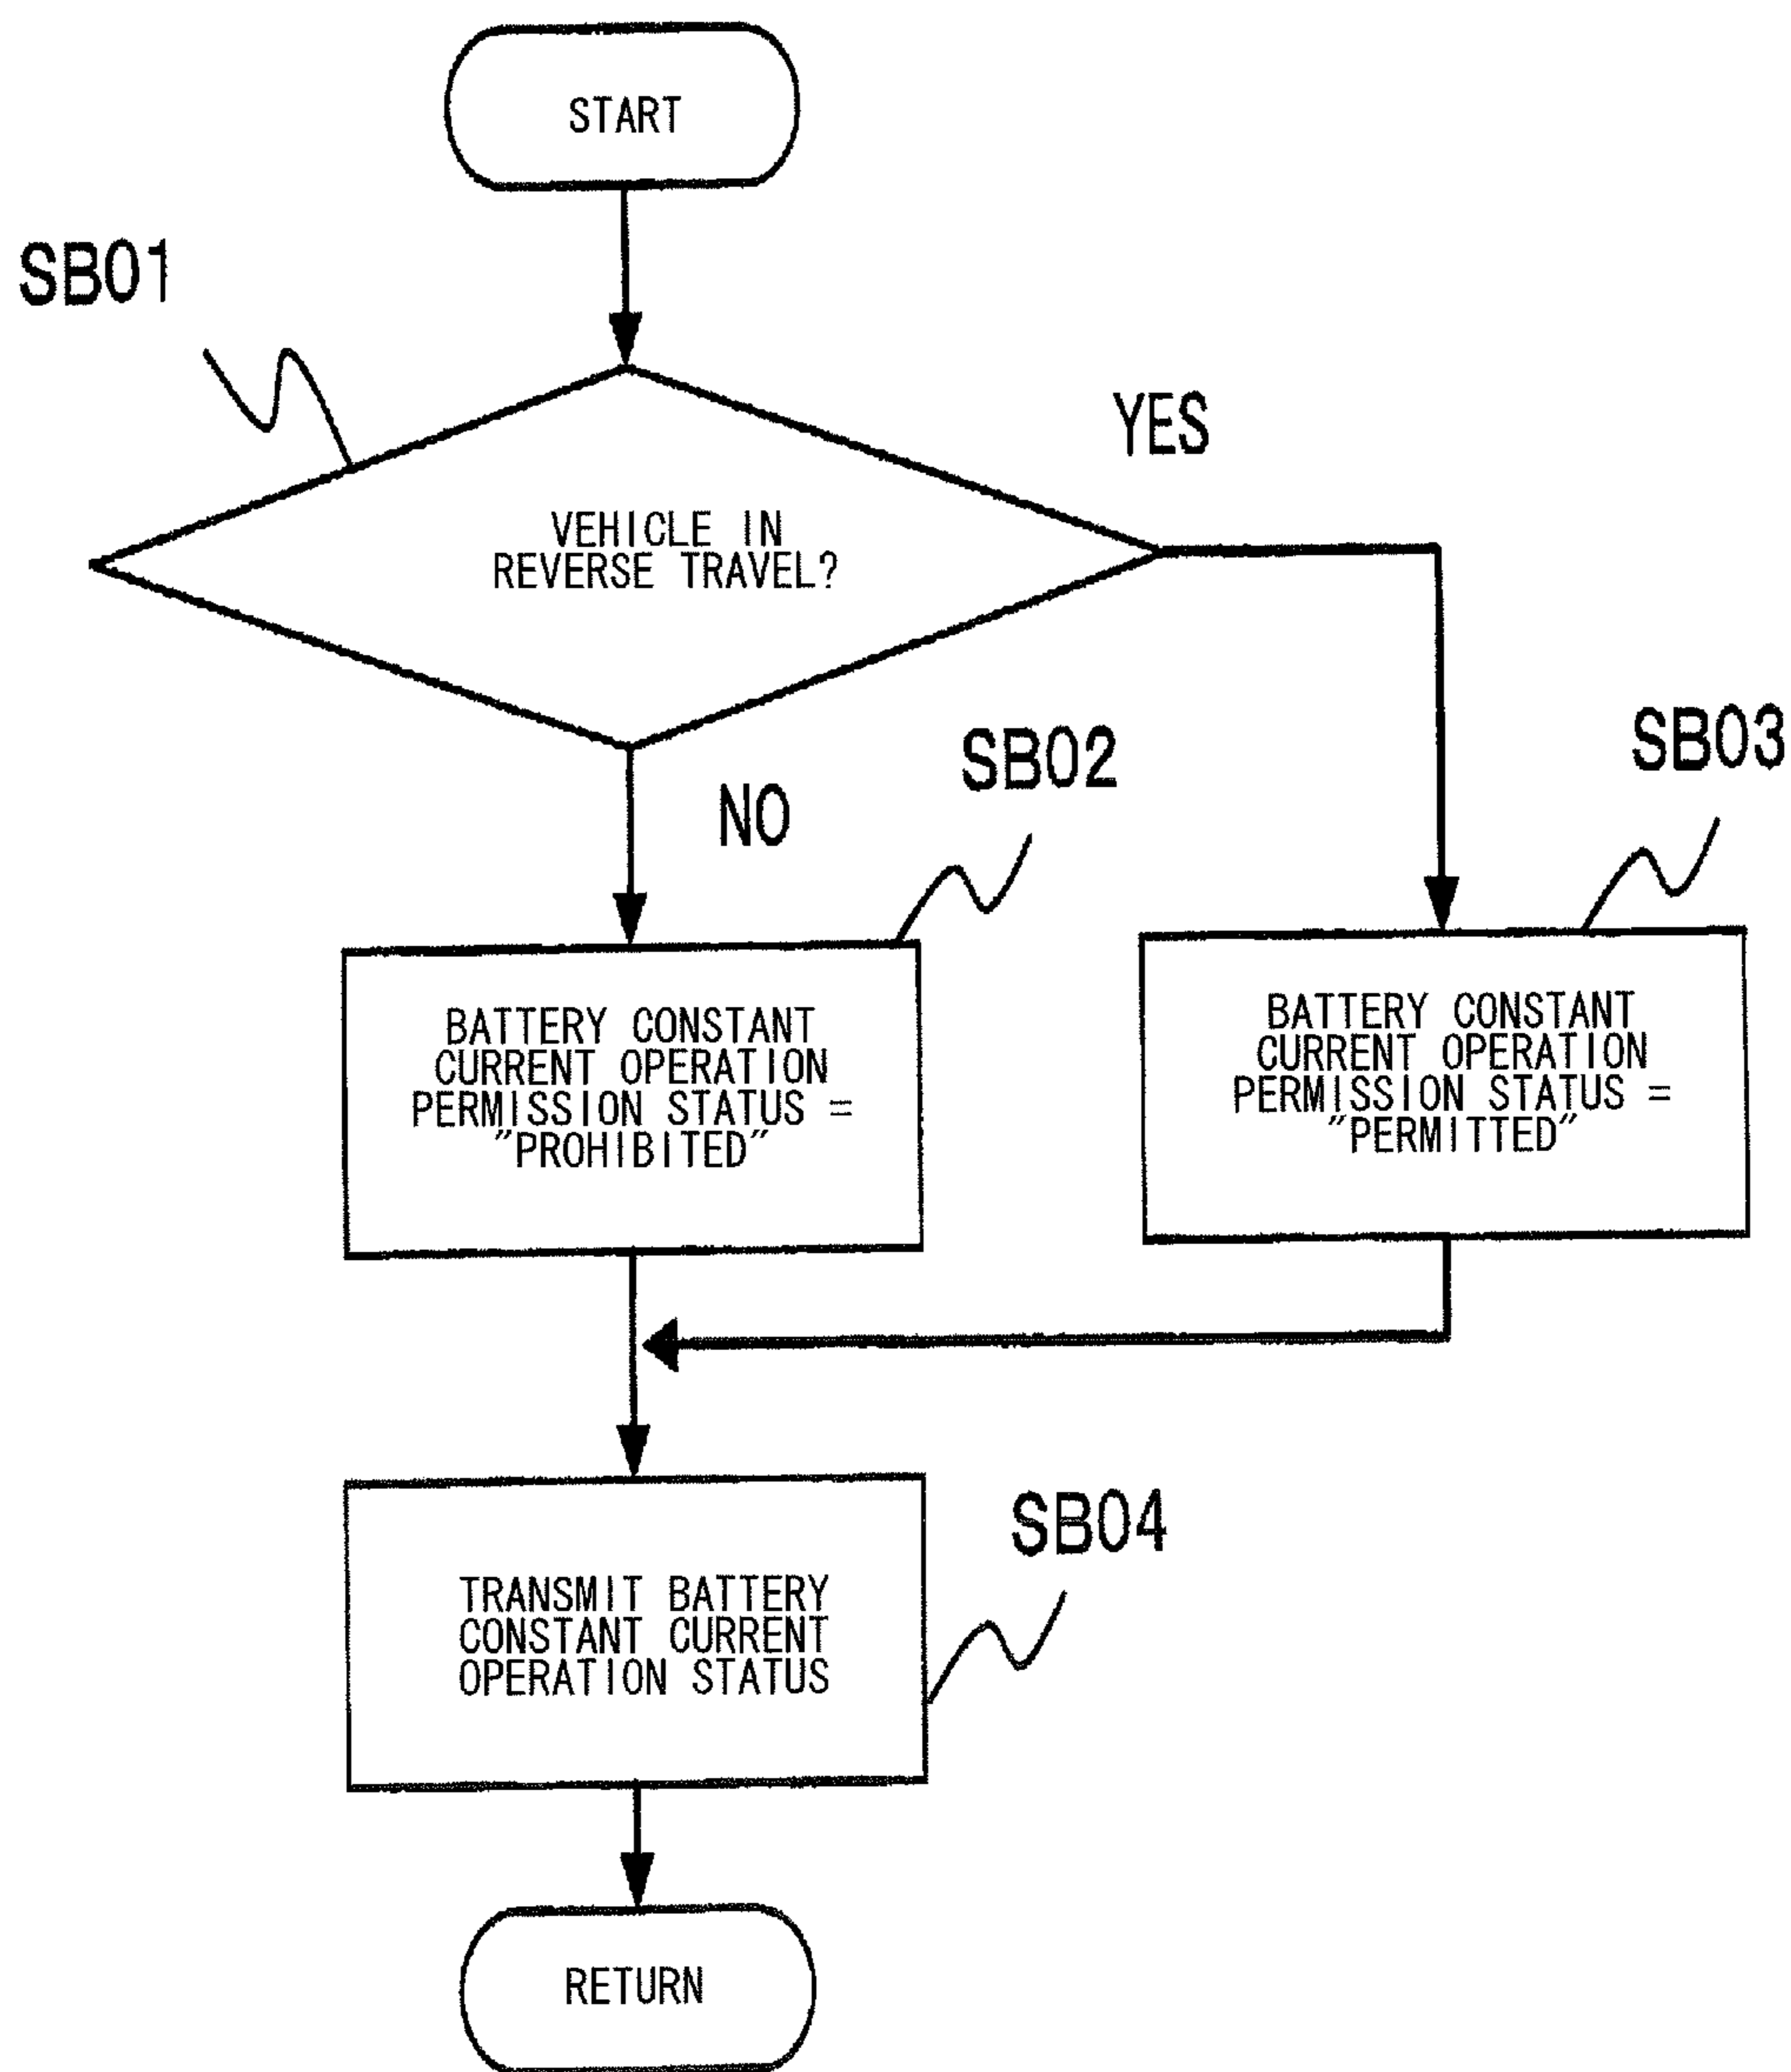 START
SB01
YES
VEHICLE IN
REVERSE TRAVEL?
NO
SB02
SB03
BATTERY CONSTANT
CURRENT OPERATION
PERMISSION STATUS =
"PROHIBITED"
BATTERY CONSTANT
CURRENT OPERATION
PERMISSION STATUS =
"PERMITTED"
SB04
TRANSMIT BATTERY
CONSTANT CURRENT
OPERATION STATUS
RETURN